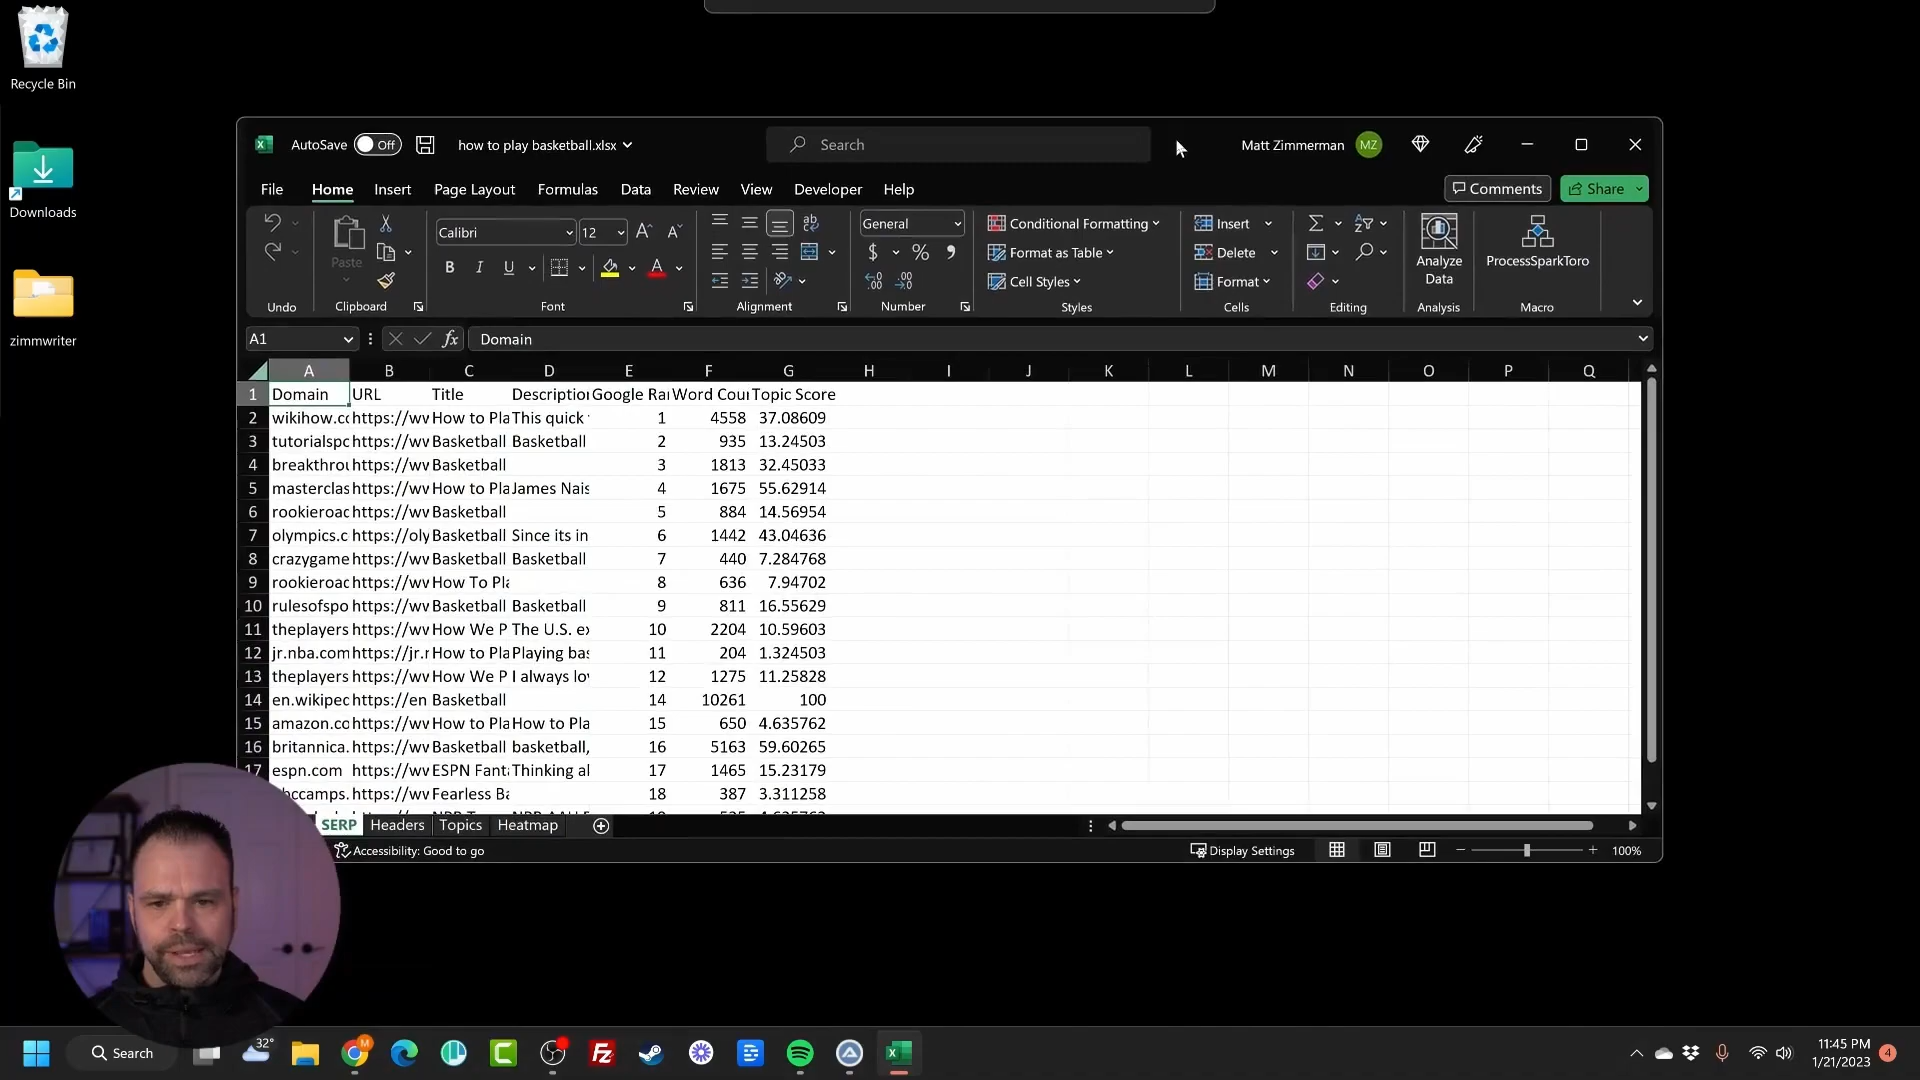 Recycle Bin
Downloads
zimmwriter
AutoSave Off how to play basketball.xlsx Search Matt Zimmerman MZ
File Home Insert Page Layout Formulas Data Review View Developer Help Comments Share
Paste Calibri 12 General Conditional Formatting Insert
B I U A $ % Format as Table Delete Analyze Data ProcessSparkToro
Cell Styles Format
Undo Clipboard Font Alignment Number Styles Cells Editing Analysis Macro
A1 fx Domain
A B C D E F G H I J K L M N O P Q
1 Domain URL Title Description Google Ra Word Cou Topic Score
2 wikihow.co https://wv How to Pla This quick 1 4558 37.08609
3 tutorialspo https://wv Basketball Basketball 2 935 13.24503
4 breakthrou https://wv Basketball 3 1813 32.45033
5 masterclas https://wv How to Pla James Nais 4 1675 55.62914
6 rookieroad https://wv Basketball 5 884 14.56954
7 olympics.c https://oly Basketball Since its in 6 1442 43.04636
8 crazygame https://wv Basketball Basketball 7 440 7.284768
9 rookieroad https://wv How To Pla 8 636 7.94702
10 rulesofspo https://wv Basketball Basketball 9 811 16.55629
11 theplayers https://wv How We P The U.S. ex 10 2204 10.59603
12 jr.nba.com https://jr.r How to Pla Playing bas 11 204 1.324503
13 theplayers https://wv How We P I always lov 12 1275 11.25828
14 en.wikiped https://en Basketball 14 10261 100
15 amazon.co https://wv How to Pla How to Pla 15 650 4.635762
16 britannica. https://wv Basketball basketball, 16 5163 59.60265
17 espn.com https://wv ESPN Fanta Thinking al 17 1465 15.23179
ccamps. https://wv Fearless Ba 18 387 3.311258
SERP Headers Topics Heatmap
Accessibility: Good to go Display Settings 100%
Search 32° 11:45 PM
1/21/2023 4